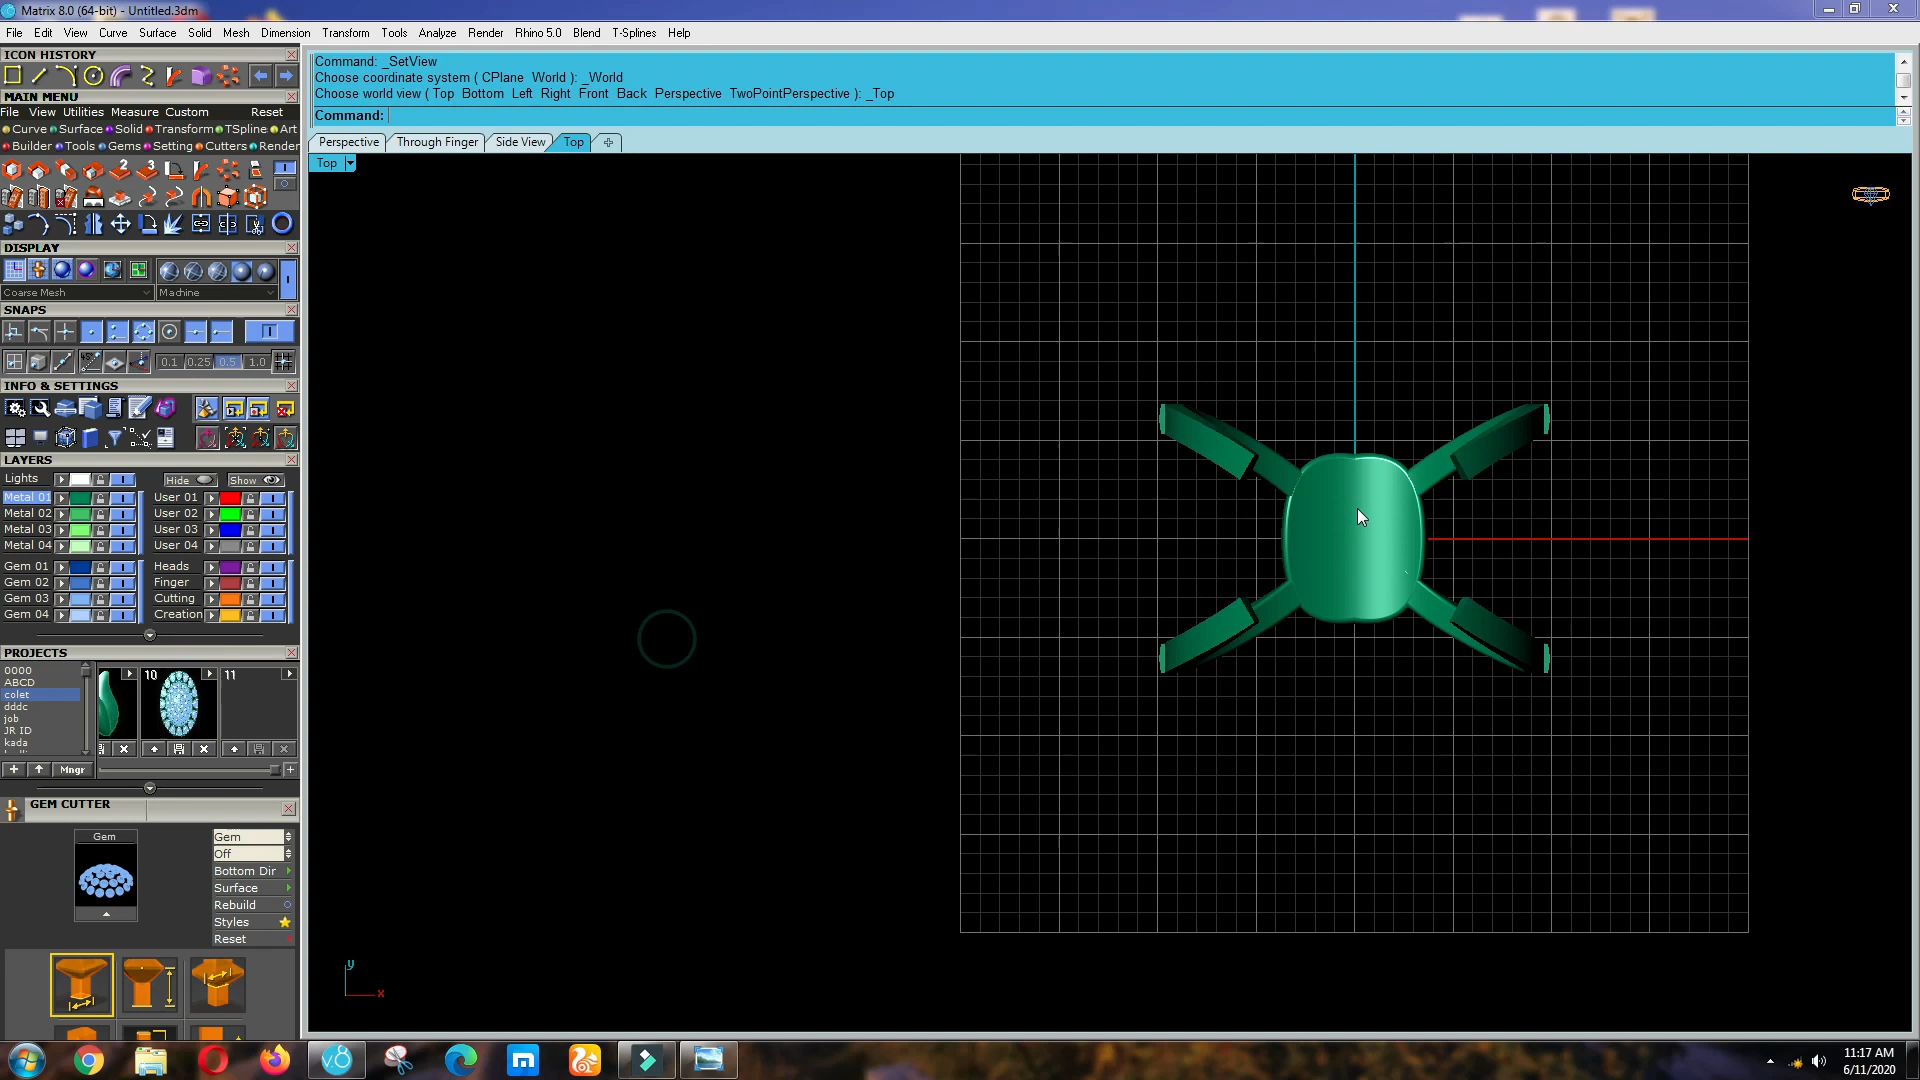 Matrix 8.0 (64-bit) - Untitled.3dm
File Edit View Curve Surface Solid Mesh Dimension Transform Tools Analyze Render Rhino 5.0 Blend T-Splines Help
ICON HISTORY
MAIN MENU
File View Utilities Measure Custom Reset
Curve Surface Solid Transform TSpline Art
Builder Tools Gems Setting Cutters Render
DISPLAY
Coarse Mesh Machine
SNAPS
0.1 0.25 0.5 1.0
INFO & SETTINGS
LAYERS
Lights Hide Show
Metal 01 User 01
Metal 02 User 02
Metal 03 User 03
Metal 04 User 04
Gem 01 Heads
Gem 02 Finger
Gem 03 Cutting
Gem 04 Creation
PROJECTS
0000
ABCD
colet
dddc
job
JR ID
kada
10 11
Mngr
GEM CUTTER
Gem
Gem
Off
Bottom Dir
Surface
Rebuild
Styles
Reset
Command: _SetView
Choose coordinate system ( CPlane World ): _World
Choose world view ( Top Bottom Left Right Front Back Perspective TwoPointPerspective ): _Top
Command:
Perspective Through Finger Side View Top
Top
y
x
v8
11:17 AM
6/11/2020